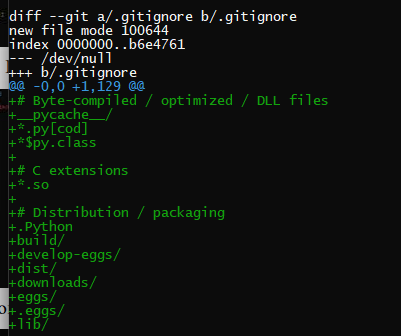 diff --git a/.gitignore b/.gitignore
new file mode 100644
index 0000000..b6e4761
--- /dev/null
+++ b/.gitignore
@@ -0,0 +1,129 @@
+# Byte-compiled / optimized / DLL files
+__pycache__/
+*.py[cod]
+*$py.class
+
+# C extensions
+*.so
+
+# Distribution / packaging
+.Python
+build/
+develop-eggs/
+dist/
+downloads/
+eggs/
+.eggs/
+lib/